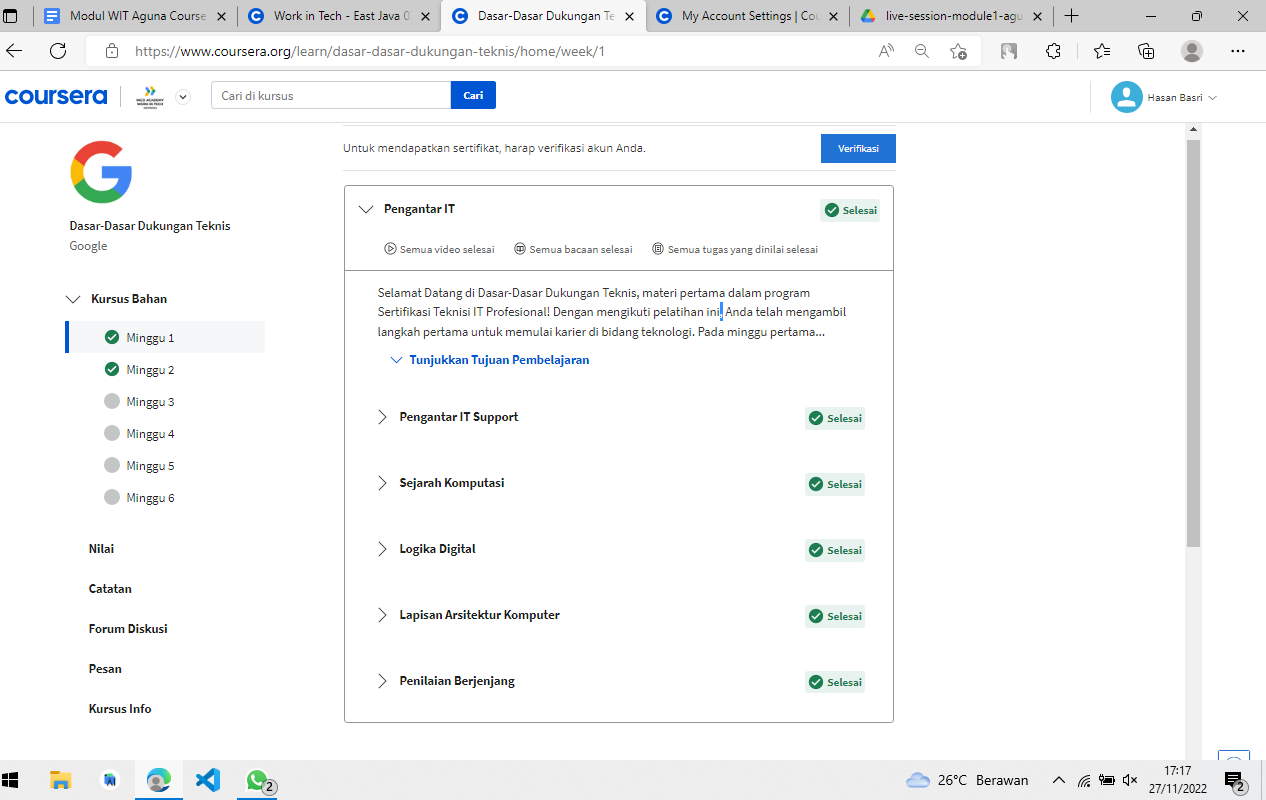 Modul WIT Aguna Course
Work in Tech - East Java 0
Dasar-Dasar Dukungan Te
My Account Settings | Cou
live-session-module1-agu
https://www.coursera.org/learn/dasar-dasar-dukungan-teknis/home/week/1
coursera
Cari di kursus
Cari
Hasan Basri
Untuk mendapatkan sertifikat, harap verifikasi akun Anda.
Verifikasi
Google
Dasar-Dasar Dukungan Teknis
Google
Kursus Bahan
Minggu 1
Minggu 2
Minggu 3
Minggu 4
Minggu 5
Minggu 6
Nilai
Catatan
Forum Diskusi
Pesan
Kursus Info
Pengantar IT
Selesai
Semua video selesai
Semua bacaan selesai
Semua tugas yang dinilai selesai
Selamat Datang di Dasar-Dasar Dukungan Teknis, materi pertama dalam program
Sertifikasi Teknisi IT Profesional! Dengan mengikuti pelatihan ini, Anda telah mengambil
langkah pertama untuk memulai karier di bidang teknologi. Pada minggu pertama...
Tunjukkan Tujuan Pembelajaran
Pengantar IT Support
Selesai
Sejarah Komputasi
Selesai
Logika Digital
Selesai
Lapisan Arsitektur Komputer
Selesai
Penilaian Berjenjang
Selesai
2
26°C Berawan
17:17
27/11/2022
2